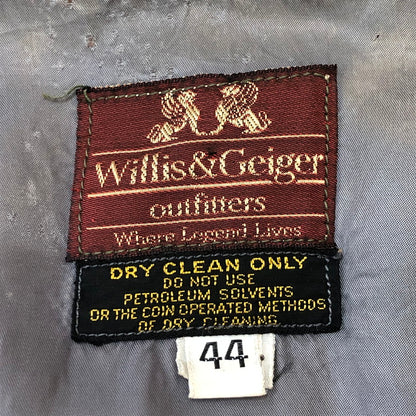 Willis&Geiger
outfitters
Where Legend Lives
DRY CLEAN ONLY
DO NOT USE
PETROLEUM SOLVENTS
OR THE COIN OPERATED METHODS
OF DRY CLEANING
44